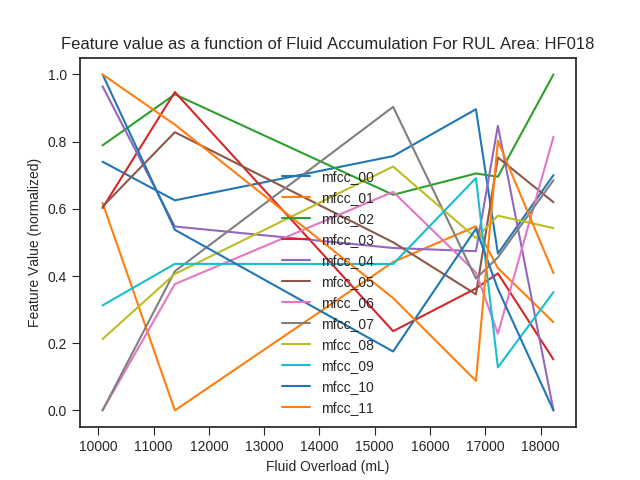 Feature value as a function of Fluid Accumulation For RUL Area: HF018
1.0
0.8
0.6
0.4
0.2
0.0
Feature Value (normalized)
mfcc_00
mfcc_01
mfcc_02
mfcc_03
mfcc_04
mfcc_05
mfcc_06
mfcc_07
mfcc_08
mfcc_09
mfcc_10
mfcc_11
10000 11000 12000 13000 14000 15000 16000 17000 18000
Fluid Overload (mL)